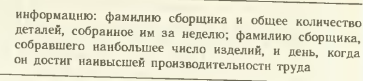 информацию: фамилию сборщика и общее количество
деталей, собранное им за неделю; фамилию сборщика,
собравшего наибольшее число изделий, и день, когда
он достиг наивысшей производительности труда